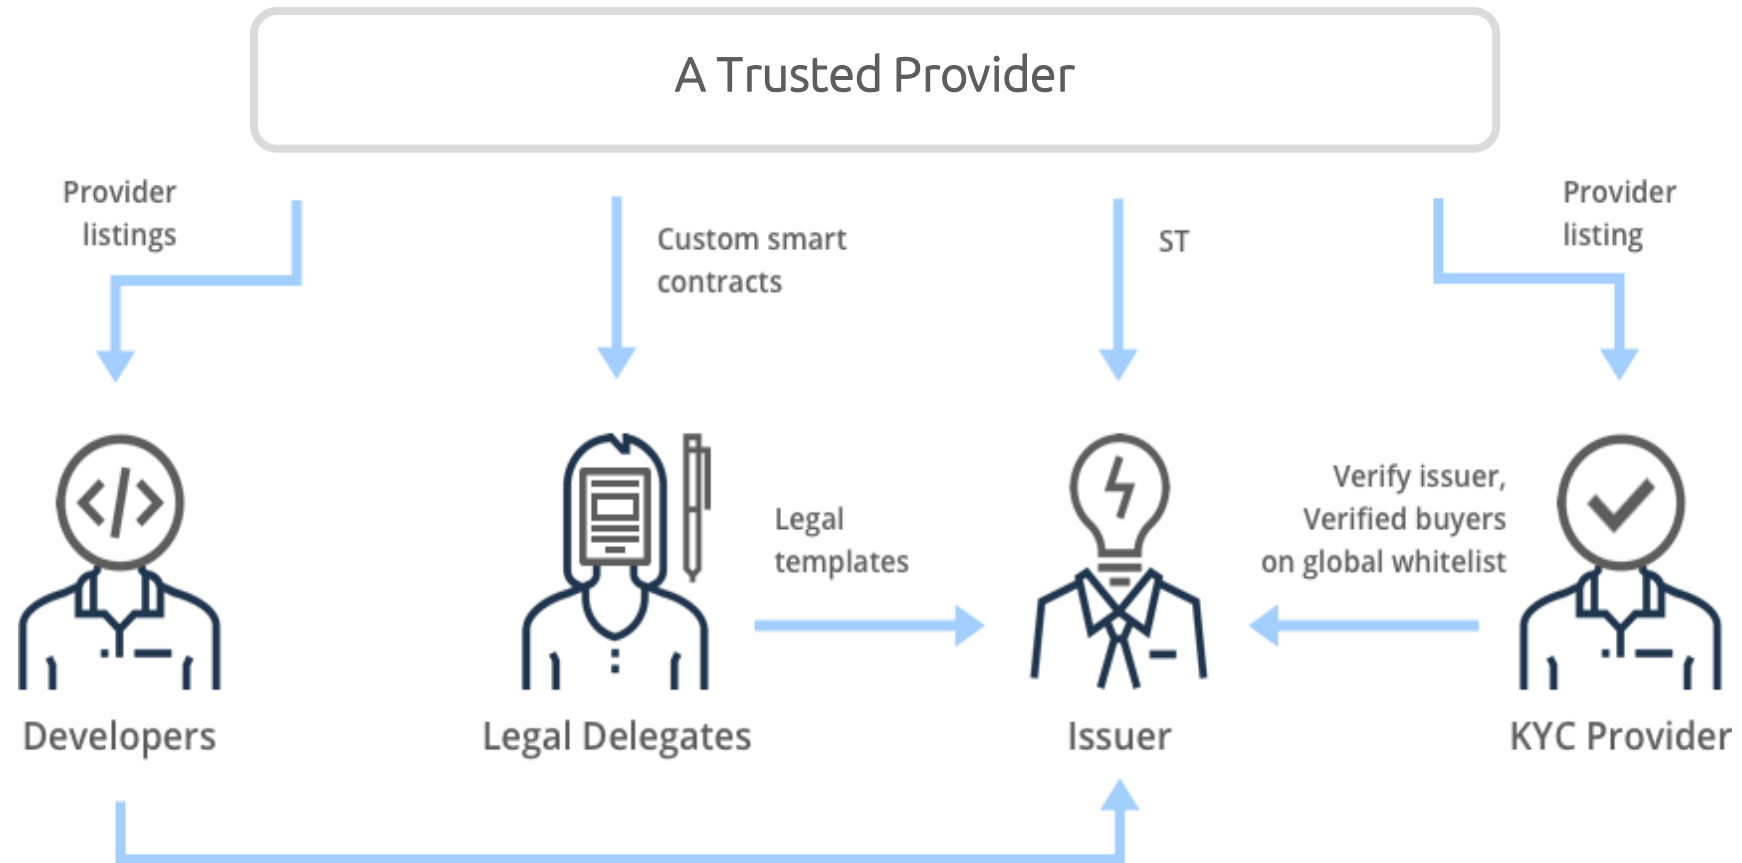 A Trusted Provider
Provider
listings
Custom smart
contracts
ST
Provider
listing
Legal
templates
Verify issuer,
Verified buyers
on global whitelist
Developers
Legal Delegates
Issuer
KYC Provider